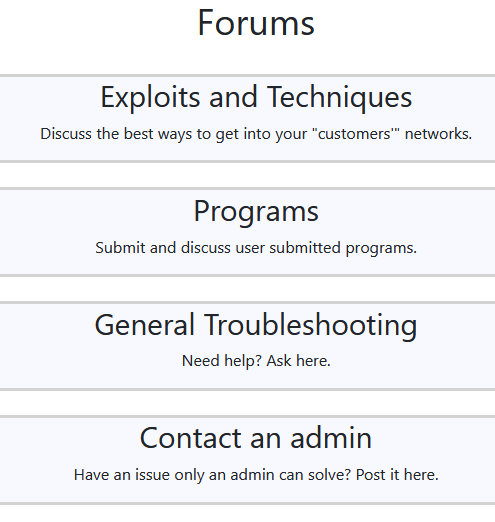 Forums
Exploits and Techniques
Discuss the best ways to get into your "customers'" networks.
Programs
Submit and discuss user submitted programs.
General Troubleshooting
Need help? Ask here.
Contact an admin
Have an issue only an admin can solve? Post it here.